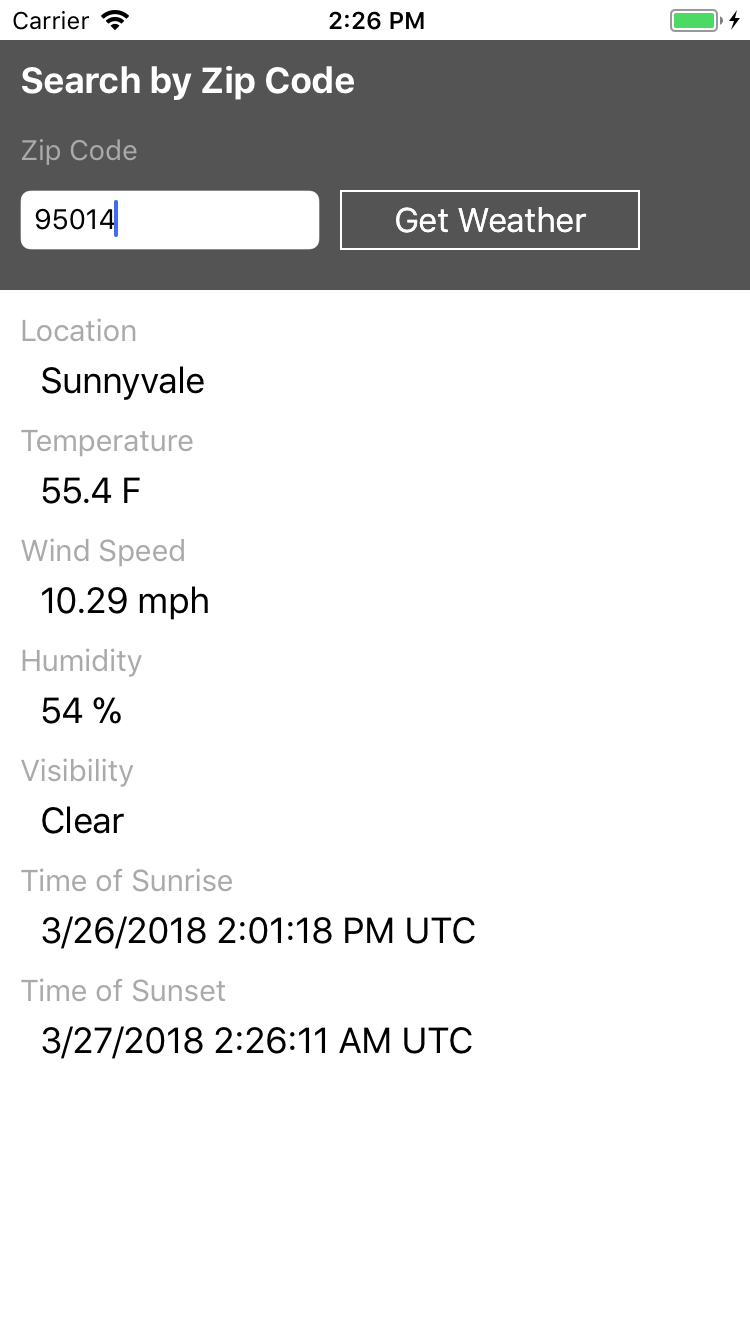 Carrier 2:26 PM
Search by Zip Code
Zip Code
95014 Get Weather
Location
Sunnyvale
Temperature
55.4 F
Wind Speed
10.29 mph
Humidity
54 %
Visibility
Clear
Time of Sunrise
3/26/2018 2:01:18 PM UTC
Time of Sunset
3/27/2018 2:26:11 AM UTC